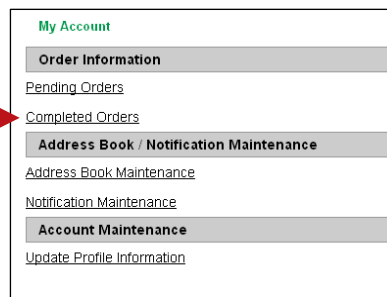 My Account
Order Information
Pending Orders
Completed Orders
Address Book / Notification Maintenance
Address Book Maintenance
Notification Maintenance
Account Maintenance
Update Profile Information